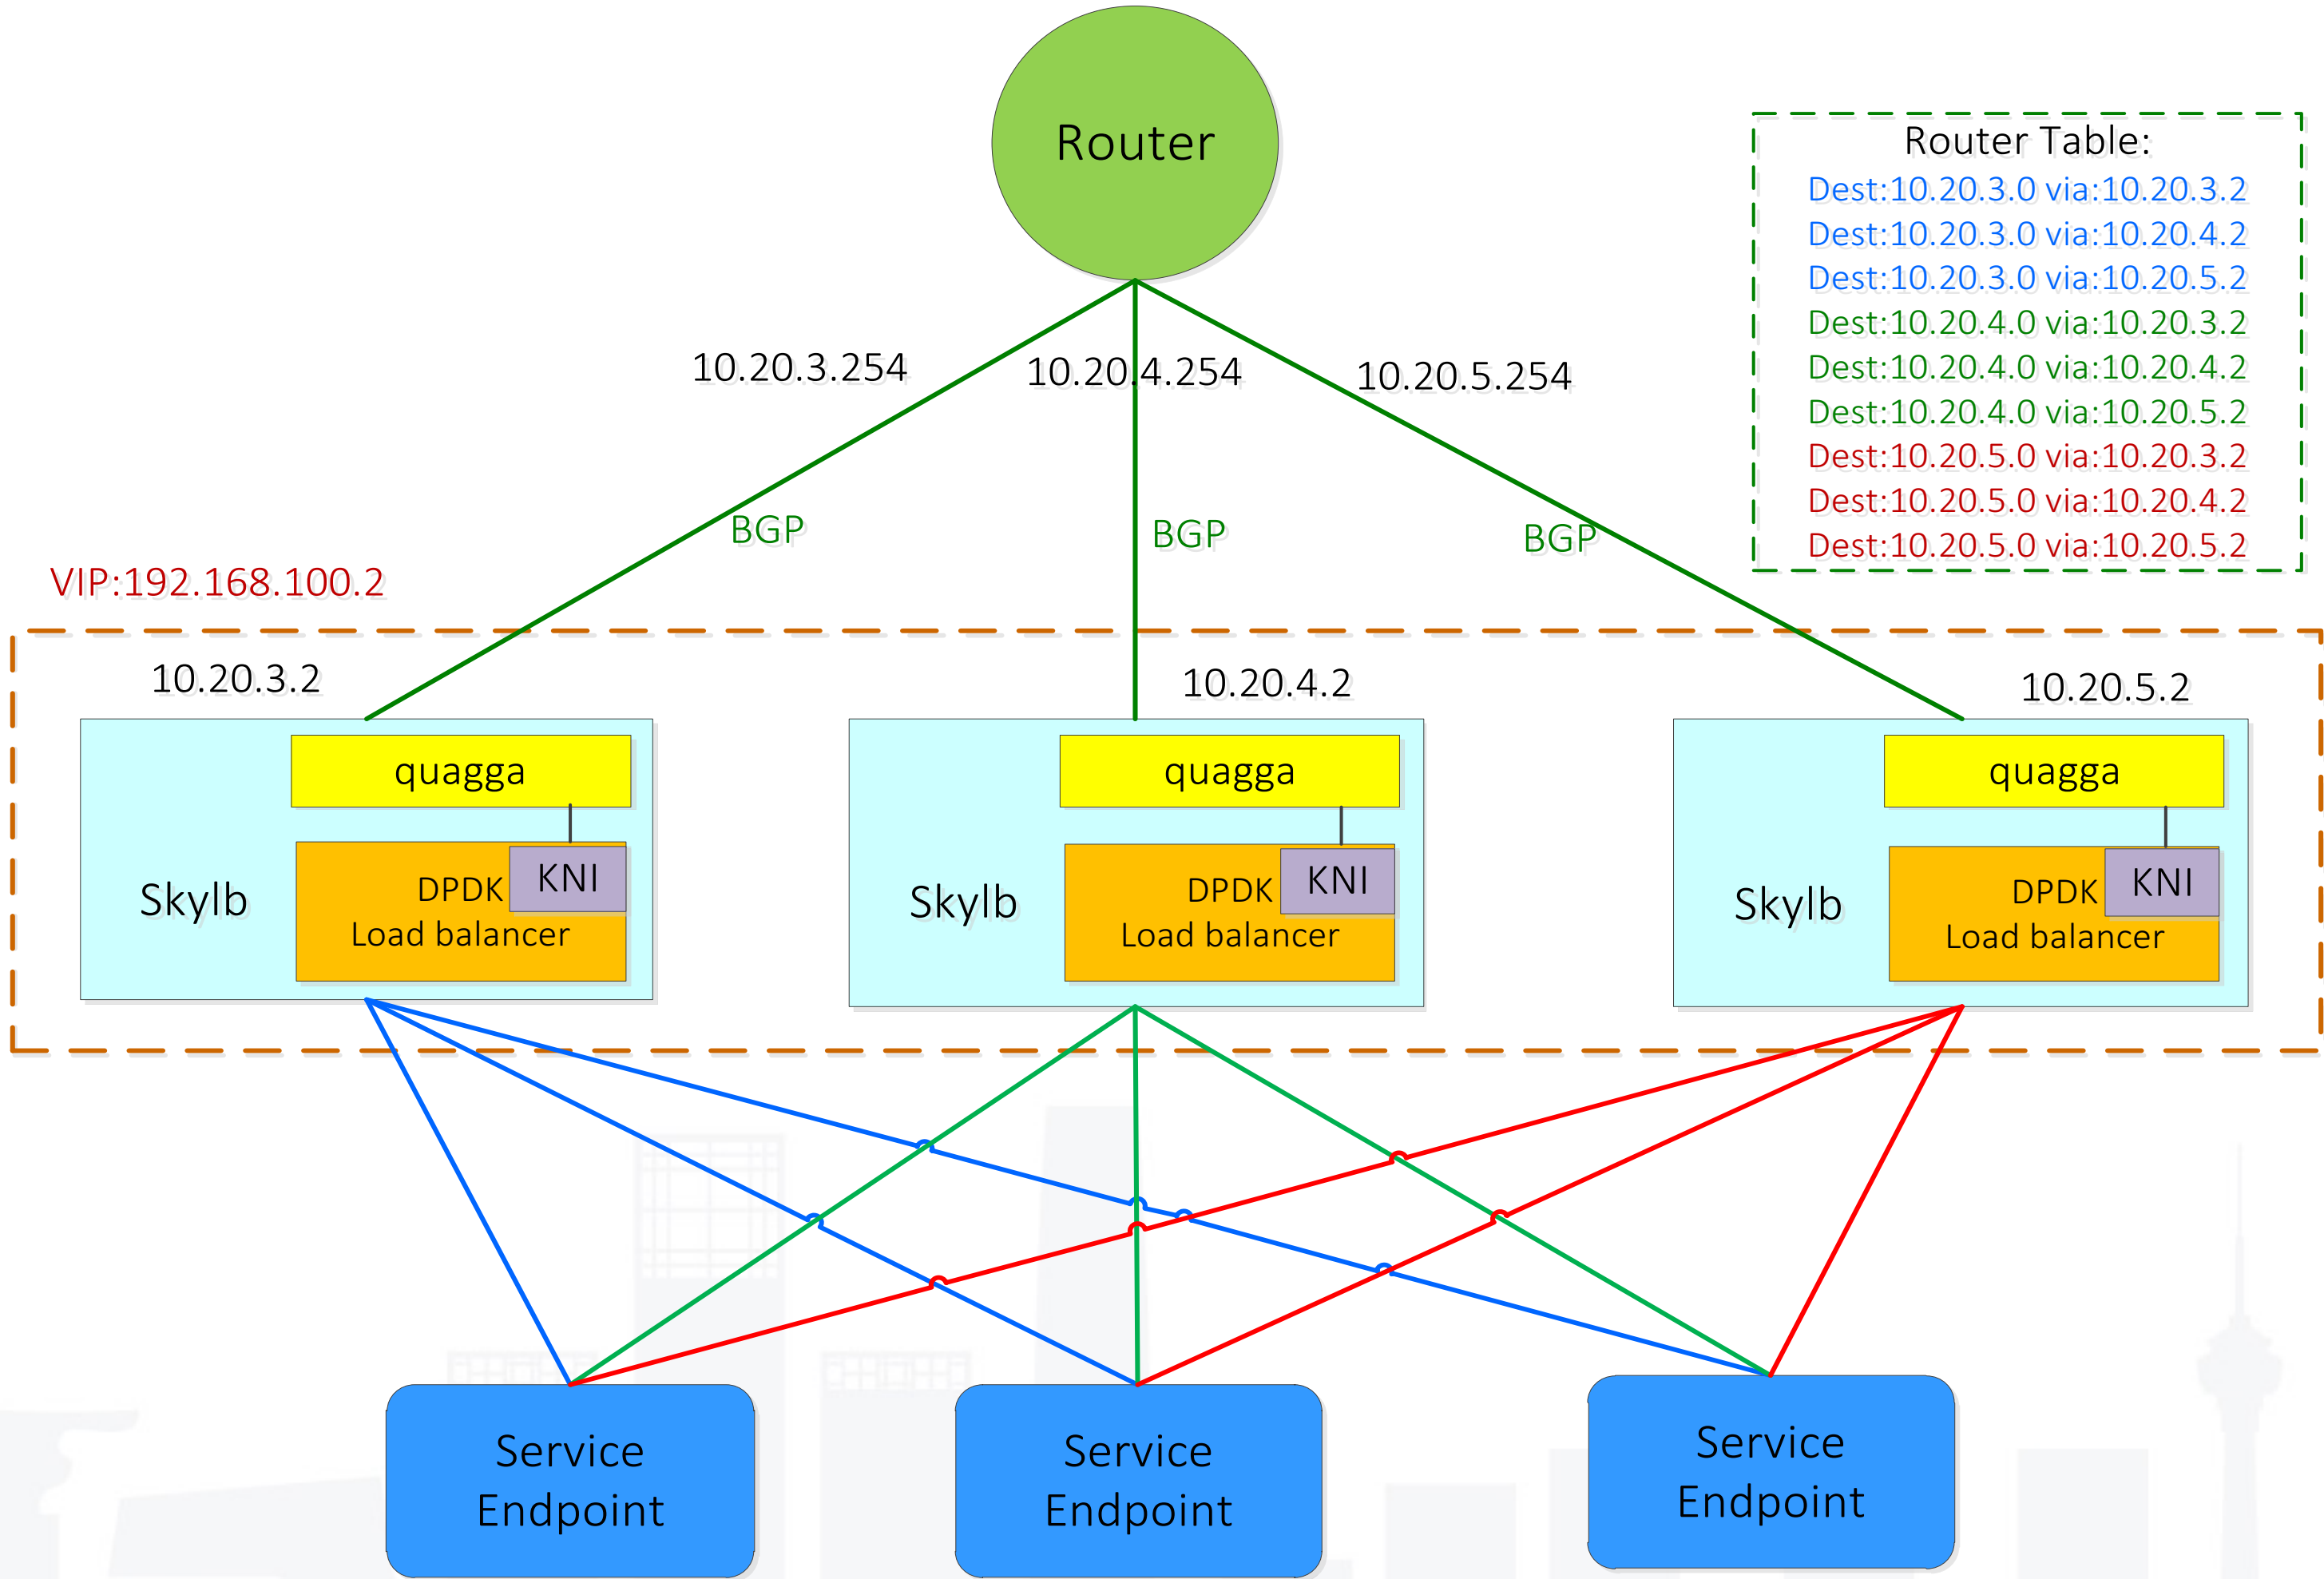 Router
Router Table:
Dest:10.20.3.0 via:10.20.3.2
Dest:10.20.3.0 via:10.20.4.2
Dest:10.20.3.0 via:10.20.5.2
Dest:10.20.4.0 via:10.20.3.2
Dest:10.20.4.0 via:10.20.4.2
Dest:10.20.4.0 via:10.20.5.2
Dest:10.20.5.0 via:10.20.3.2
Dest:10.20.5.0 via:10.20.4.2
Dest:10.20.5.0 via:10.20.5.2
10.20.3.254
10.20.4.254
10.20.5.254
BGP
BGP
BGP
VIP:192.168.100.2
10.20.3.2
10.20.4.2
10.20.5.2
quagga
KNI
Skylb
DPDK
Load balancer
quagga
KNI
Skylb
DPDK
Load balancer
quagga
KNI
Skylb
DPDK
Load balancer
Service
Endpoint
Service
Endpoint
Service
Endpoint